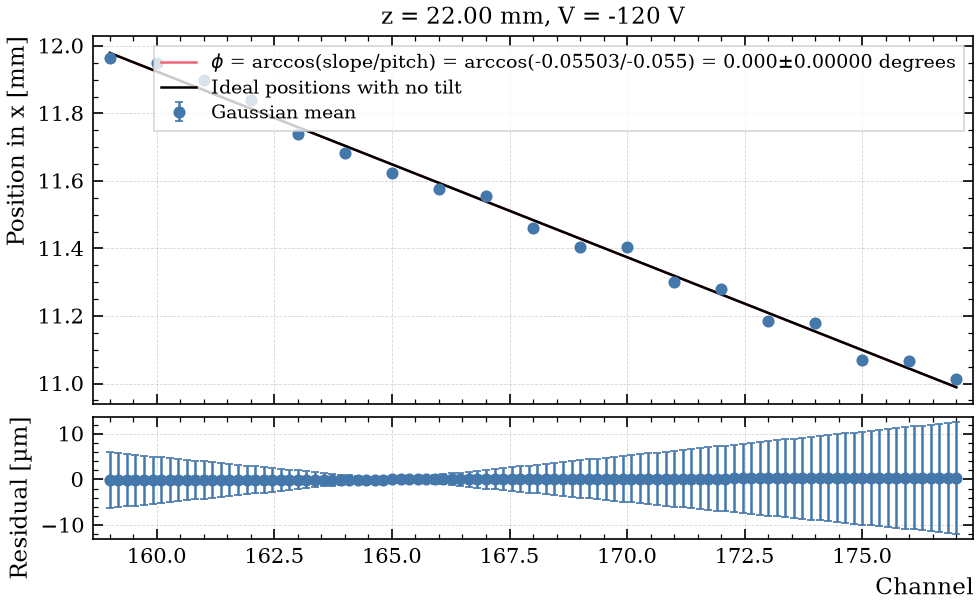 z = 22.00 mm, V = -120 V
Position in x [mm]
12.0
11.8
11.6
11.4
11.2
11.0
ϕ = arccos(slope/pitch) = arccos(-0.05503/-0.055) = 0.000±0.00000 degrees
Ideal positions with no tilt
Gaussian mean
Residual [µm]
10
0
−10
160.0 162.5 165.0 167.5 170.0 172.5 175.0
Channel